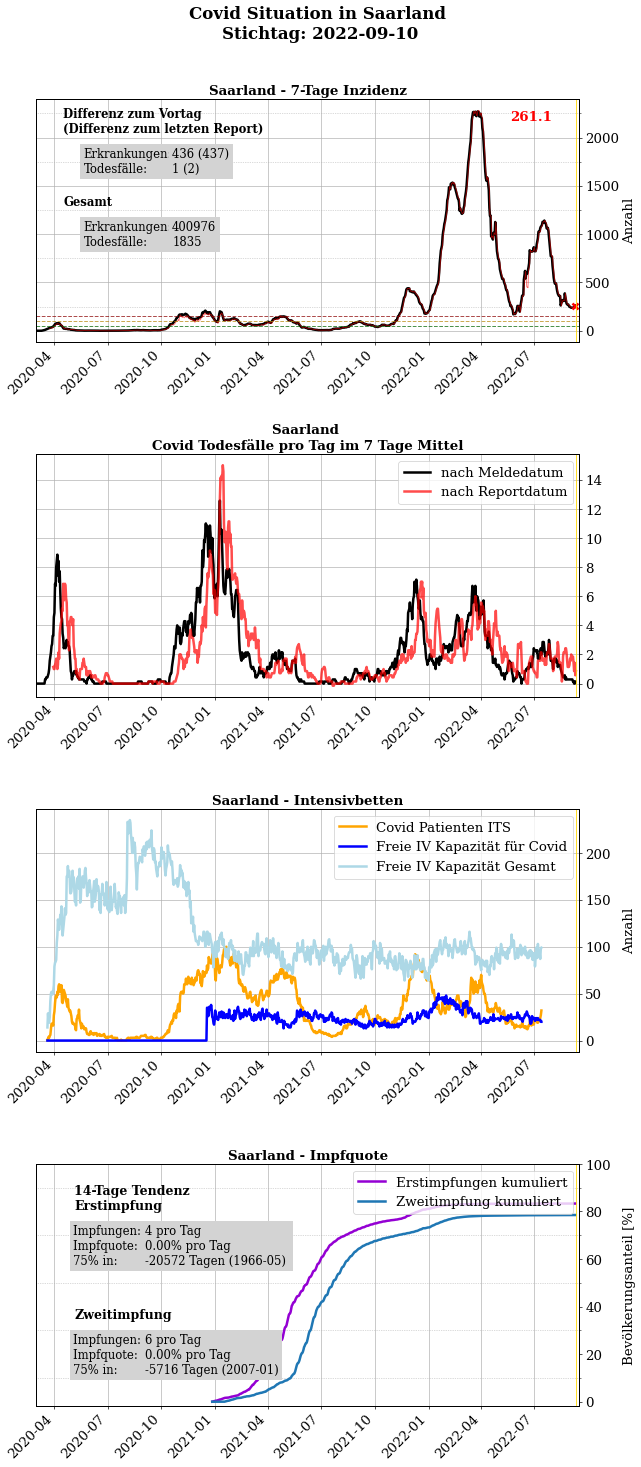 Covid Situation in Saarland
Stichtag: 2022-09-10
Saarland - 7-Tage Inzidenz
Differenz zum Vortag
(Differenz zum letzten Report)
Erkrankungen 436 (437)
Todesfälle: 1 (2)
Gesamt
Erkrankungen 400976
Todesfälle: 1835
261.1
2000
1500
1000
500
0
Anzahl
2020-04
2020-07
2020-10
2021-01
2021-04
2021-07
2021-10
2022-01
2022-04
2022-07
Saarland
Covid Todesfälle pro Tag im 7 Tage Mittel
nach Meldedatum
nach Reportdatum
14
12
10
8
6
4
2
0
2020-04
2020-07
2020-10
2021-01
2021-04
2021-07
2021-10
2022-01
2022-04
2022-07
Saarland - Intensivbetten
Covid Patienten ITS
Freie IV Kapazität für Covid
Freie IV Kapazität Gesamt
200
150
100
50
0
Anzahl
2020-04
2020-07
2020-10
2021-01
2021-04
2021-07
2021-10
2022-01
2022-04
2022-07
Saarland - Impfquote
14-Tage Tendenz
Erstimpfung
Impfungen: 4 pro Tag
Impfquote: 0.00% pro Tag
75% in: -20572 Tagen (1966-05)
Zweitimpfung
Impfungen: 6 pro Tag
Impfquote: 0.00% pro Tag
75% in: -5716 Tagen (2007-01)
Erstimpfungen kumuliert
Zweitimpfung kumuliert
100
80
60
40
20
0
Bevölkerungsanteil [%]
2020-04
2020-07
2020-10
2021-01
2021-04
2021-07
2021-10
2022-01
2022-04
2022-07